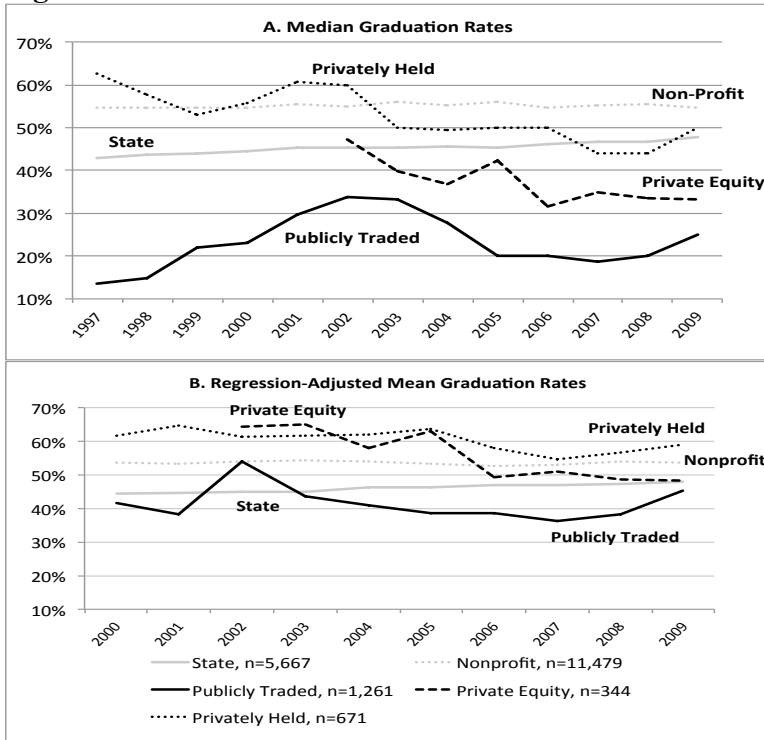 A. Median Graduation Rates
70%
60%
50%
40%
30%
20%
10%
Privately Held
Non-Profit
State
Private Equity
Publicly Traded
1997 1998 1999 2000 2001 2002 2003 2004 2005 2006 2007 2008 2009
B. Regression-Adjusted Mean Graduation Rates
70%
60%
50%
40%
30%
20%
10%
Private Equity
Privately Held
Nonprofit
State
Publicly Traded
2000 2001 2002 2003 2004 2005 2006 2007 2008 2009
State, n=5,667 Nonprofit, n=11,479
Publicly Traded, n=1,261 Private Equity, n=344
Privately Held, n=671